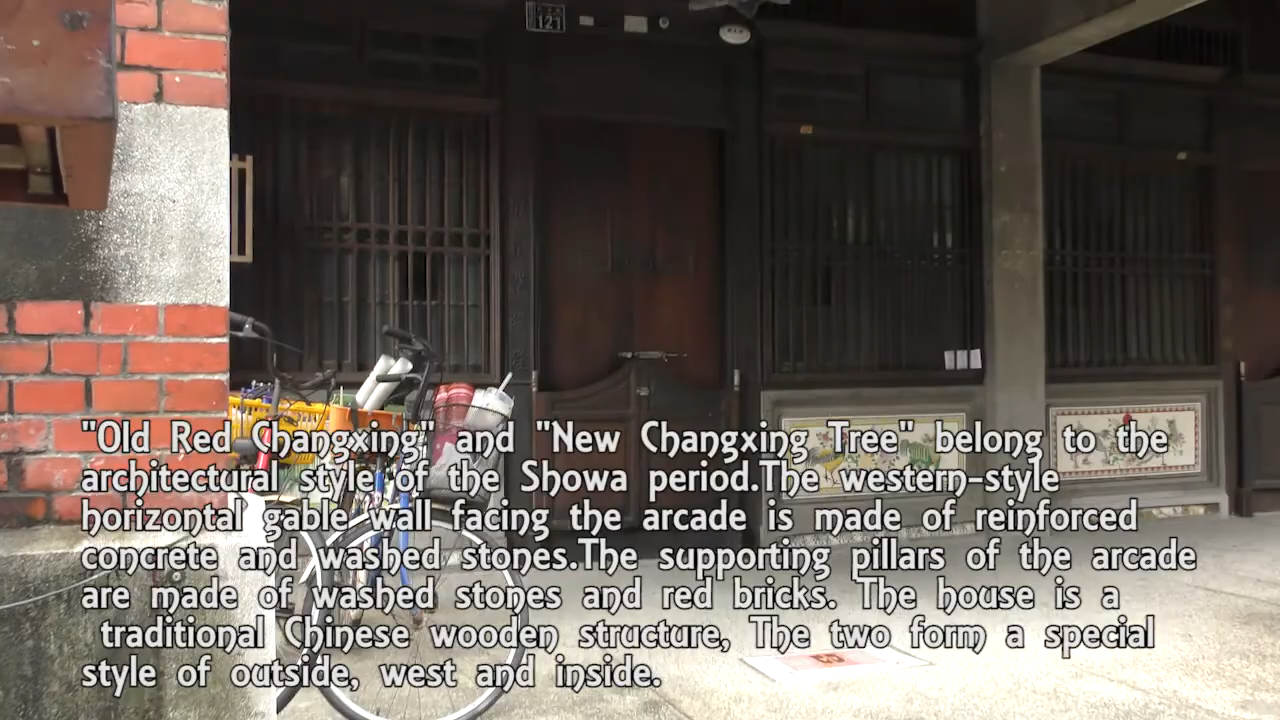 121
"Old Red Changxing" and "New Changxing Tree" belong to the
architectural style of the Showa period.The western-style
horizontal gable wall facing the arcade is made of reinforced
concrete and washed stones.The supporting pillars of the arcade
are made of washed stones and red bricks. The house is a
traditional Chinese wooden structure, The two form a special
style of outside, west and inside.